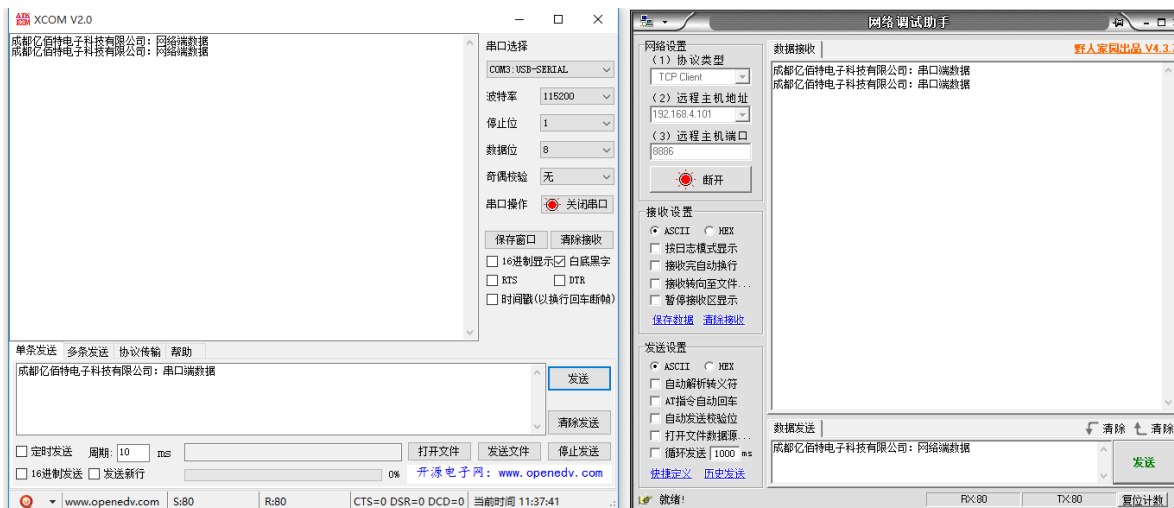 XCOM V2.0
成都亿佰特电子科技有限公司：网络端数据
成都亿佰特电子科技有限公司：网络端数据
串口选择
COM3:USB-SERIAL
波特率 115200
停止位 1
数据位 8
奇偶校验 无
串口操作 关闭串口
保存窗口 清除接收
16进制显示 白底黑字
RTS DTR
时间戳(以换行回车断帧)
单条发送 多条发送 协议传输 帮助
成都亿佰特电子科技有限公司：串口端数据
发送
清除发送
定时发送 周期: 10 ms 打开文件 发送文件 停止发送
16进制发送 发送新行 0% 开源电子网：www.openedv.com
www.openedv.com S:80 R:80 CTS=0 DSR=0 DCD=0 当前时间 11:37:41
网络调试助手
网络设置
(1) 协议类型
TCP Client
(2) 远程主机地址
192.168.4.101
(3) 远程主机端口
8886
断开
接收设置
ASCII HEX
按日志模式显示
接收完自动换行
接收转向至文件...
暂停接收区显示
保存数据 清除接收
发送设置
ASCII HEX
自动解析转义符
AT指令自动回车
自动发送校验位
打开文件数据源...
循环发送 1000 ms
快捷定义 历史发送
数据接收 野人家园出品 V4.3.
成都亿佰特电子科技有限公司：串口端数据
成都亿佰特电子科技有限公司：串口端数据
数据发送 清除 清除
成都亿佰特电子科技有限公司：网络端数据
发送
就绪! RX:80 TX:80 复位计数